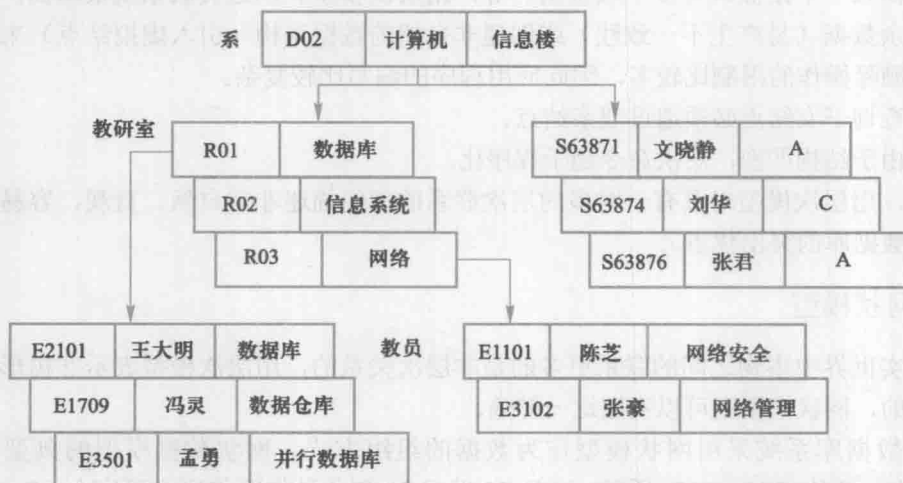 系 D02 计算机 信息楼
教研室 R01 数据库 S63871 文晓静 A
R02 信息系统 S63874 刘华 C
R03 网络 S63876 张君 A
E2101 王大明 数据库 教员 E1101 陈芝 网络安全
E1709 冯灵 数据仓库 E3102 张豪 网络管理
E3501 孟勇 并行数据库